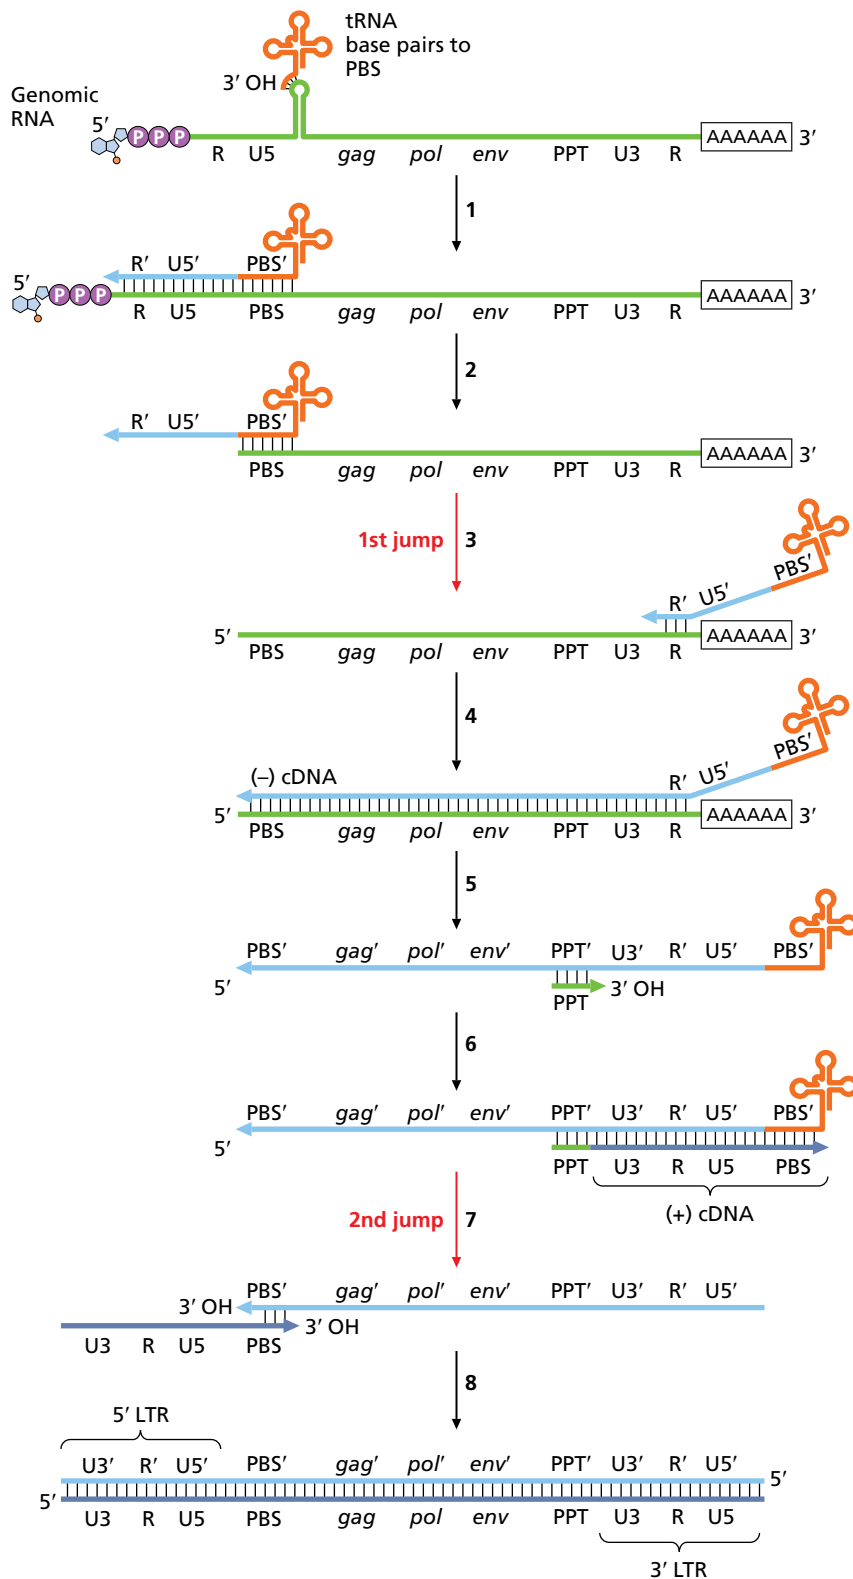 tRNA
base pairs to
PBS
3′ OH
Genomic
RNA
5′
P P P
AAAAAA 3′
R U5 gag pol env PPT U3 R
1
R′ U5′ PBS′
5′
P P P
AAAAAA 3′
R U5 PBS gag pol env PPT U3 R
2
R′ U5′ PBS′
AAAAAA 3′
PBS gag pol env PPT U3 R
1st jump 3
R′ U5′ PBS′
5′ AAAAAA 3′
PBS gag pol env PPT U3 R
4
(–) cDNA
R′ U5′ PBS′
5′ AAAAAA 3′
PBS gag pol env PPT U3 R
5
PBS′ gag′ pol′ env′ PPT′ U3′ R′ U5′ PBS′
5′ 3′ OH
PPT
6
PBS′ gag′ pol′ env′ PPT′ U3′ R′ U5′ PBS′
5′
PPT U3 R U5 PBS
(+) cDNA
2nd jump 7
PBS′ gag′ pol′ env′ PPT′ U3′ R′ U5′
3′ OH
3′ OH
U3 R U5 PBS
8
5′ LTR
U3′ R′ U5′ PBS′ gag′ pol′ env′ PPT′ U3′ R′ U5′
5′
5′
U3 R U5 PBS gag pol env PPT U3 R U5
3′ LTR